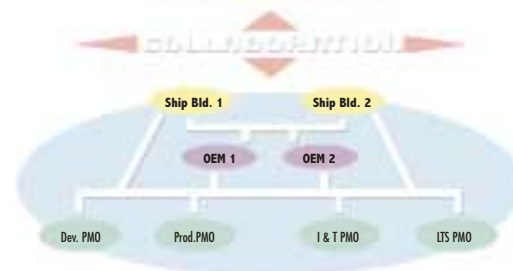 COLLABORATION
Ship Bld. 1 Ship Bld. 2
OEM 1 OEM 2
Dev. PMO Prod.PMO I & T PMO LTS PMO